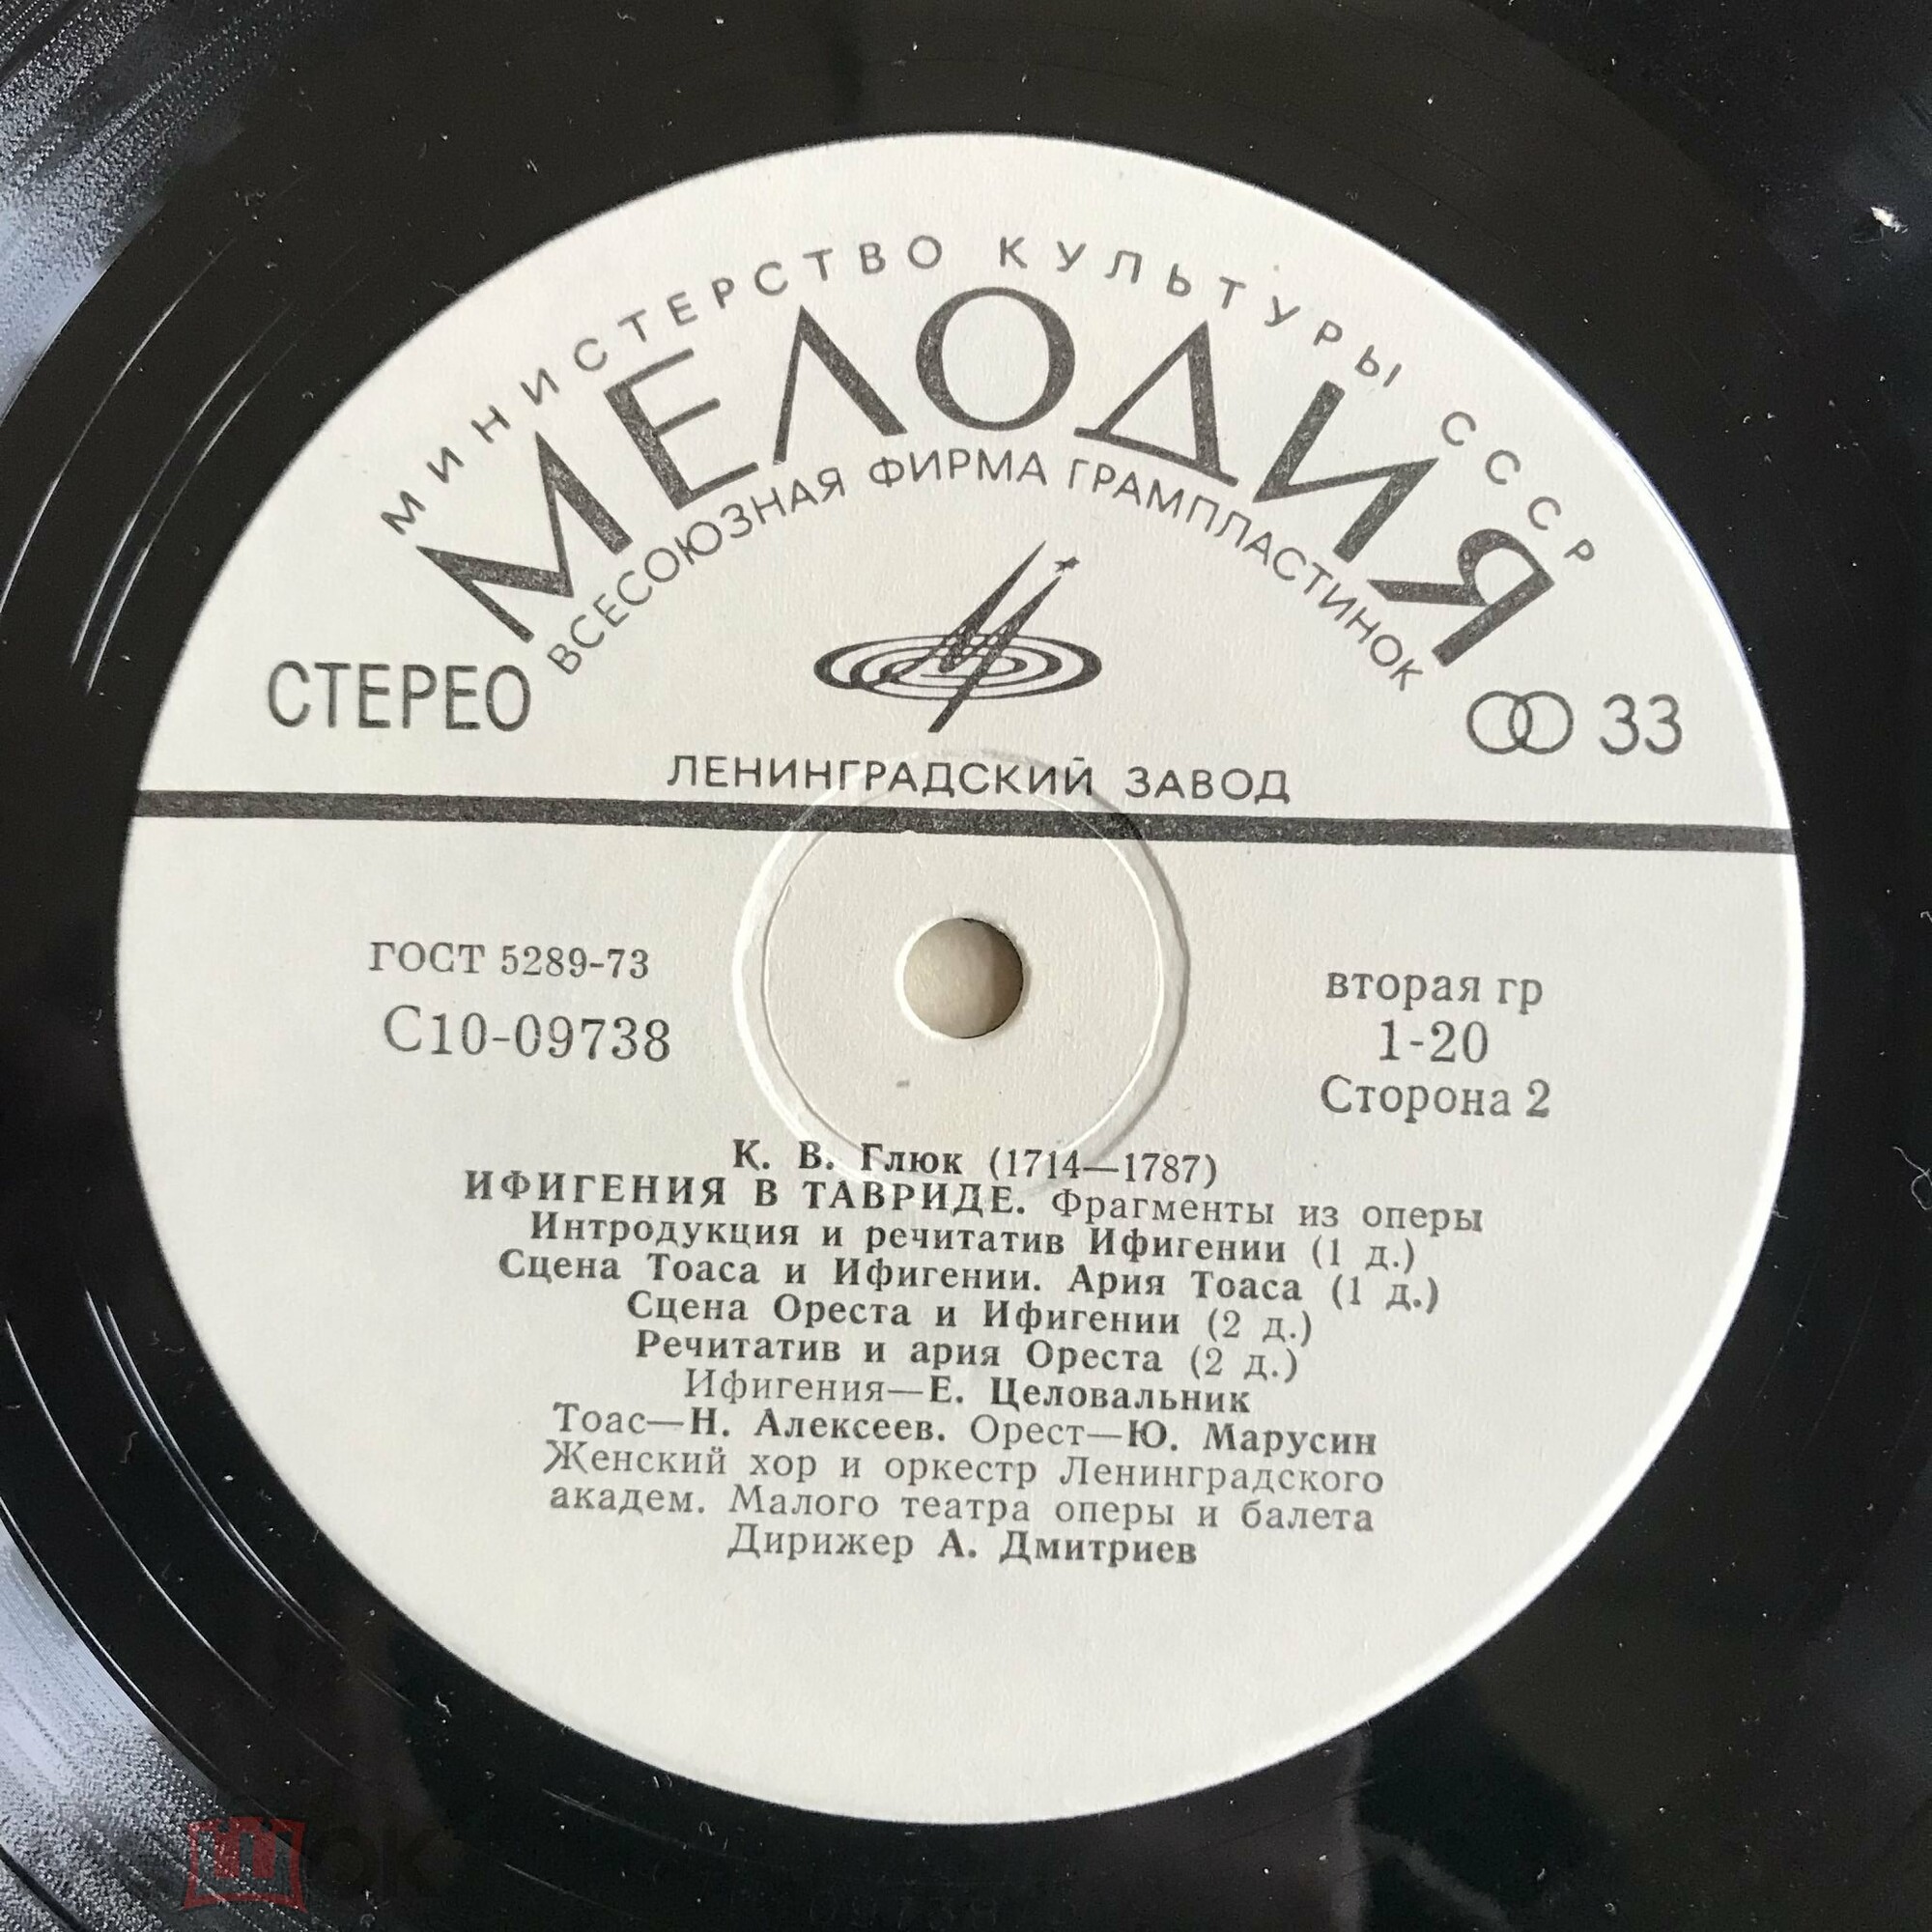 МИНИСТЕРСТВО КУЛЬТУРЫ СССР
МЕЛОДИЯ
ВСЕСОЮЗНАЯ ФИРМА ГРАМПЛАСТИНОК
СТЕРЕО
33
ЛЕНИНГРАДСКИЙ ЗАВОД
ГОСТ 5289-73
С10-09738
вторая гр
1-20
Сторона 2
К. В. Глюк (1714—1787)
ИФИГЕНИЯ В ТАВРИДЕ. Фрагменты из оперы
Интродукция и речитатив Ифигении (1 д.)
Сцена Тоаса и Ифигении. Ария Тоаса (1 д.)
Сцена Ореста и Ифигении (2 д.)
Речитатив и ария Ореста (2 д.)
Ифигения—Е. Целовальник
Тоас—Н. Алексеев. Орест—Ю. Марусин
Женский хор и оркестр Ленинградского
академ. Малого театра оперы и балета
Дирижер А. Дмитриев